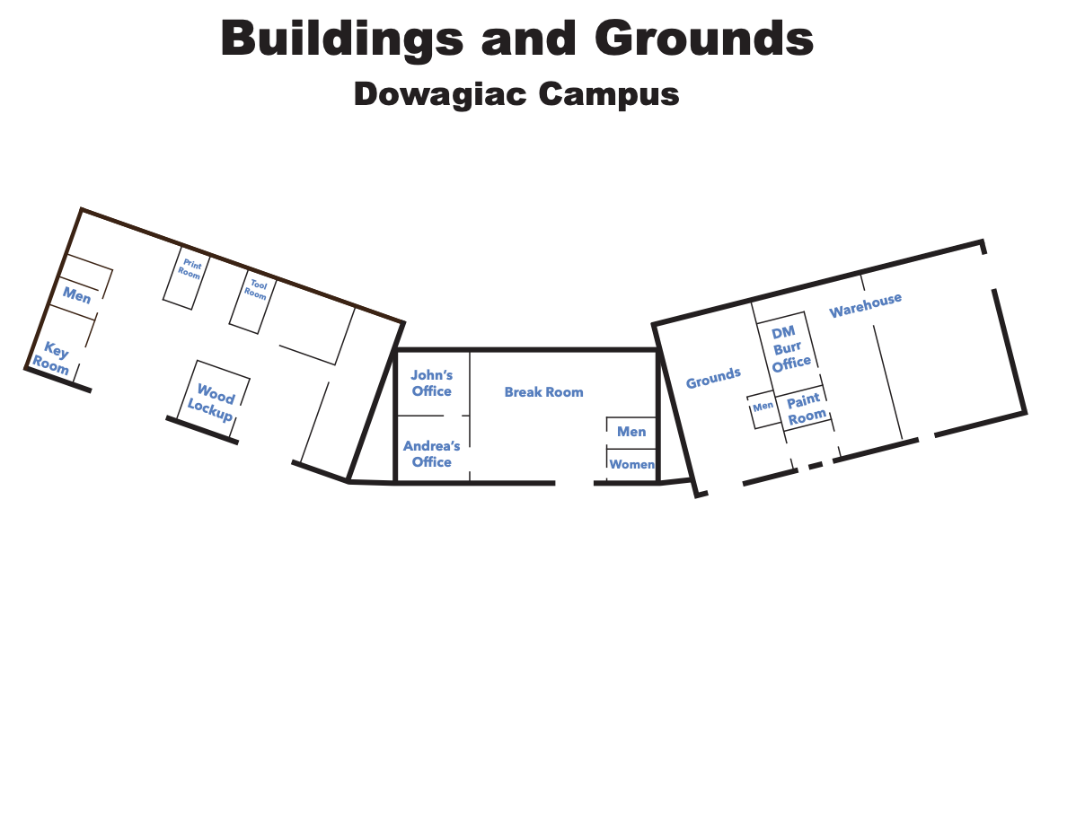 Buildings and Grounds
Dowagiac Campus
Print
Room
Tool
Room
Men
Key
Room
Wood
Lockup
John's
Office
Andrea's
Office
Break Room
Men
Women
Grounds
Men
DM
Burr
Office
Paint
Room
Warehouse